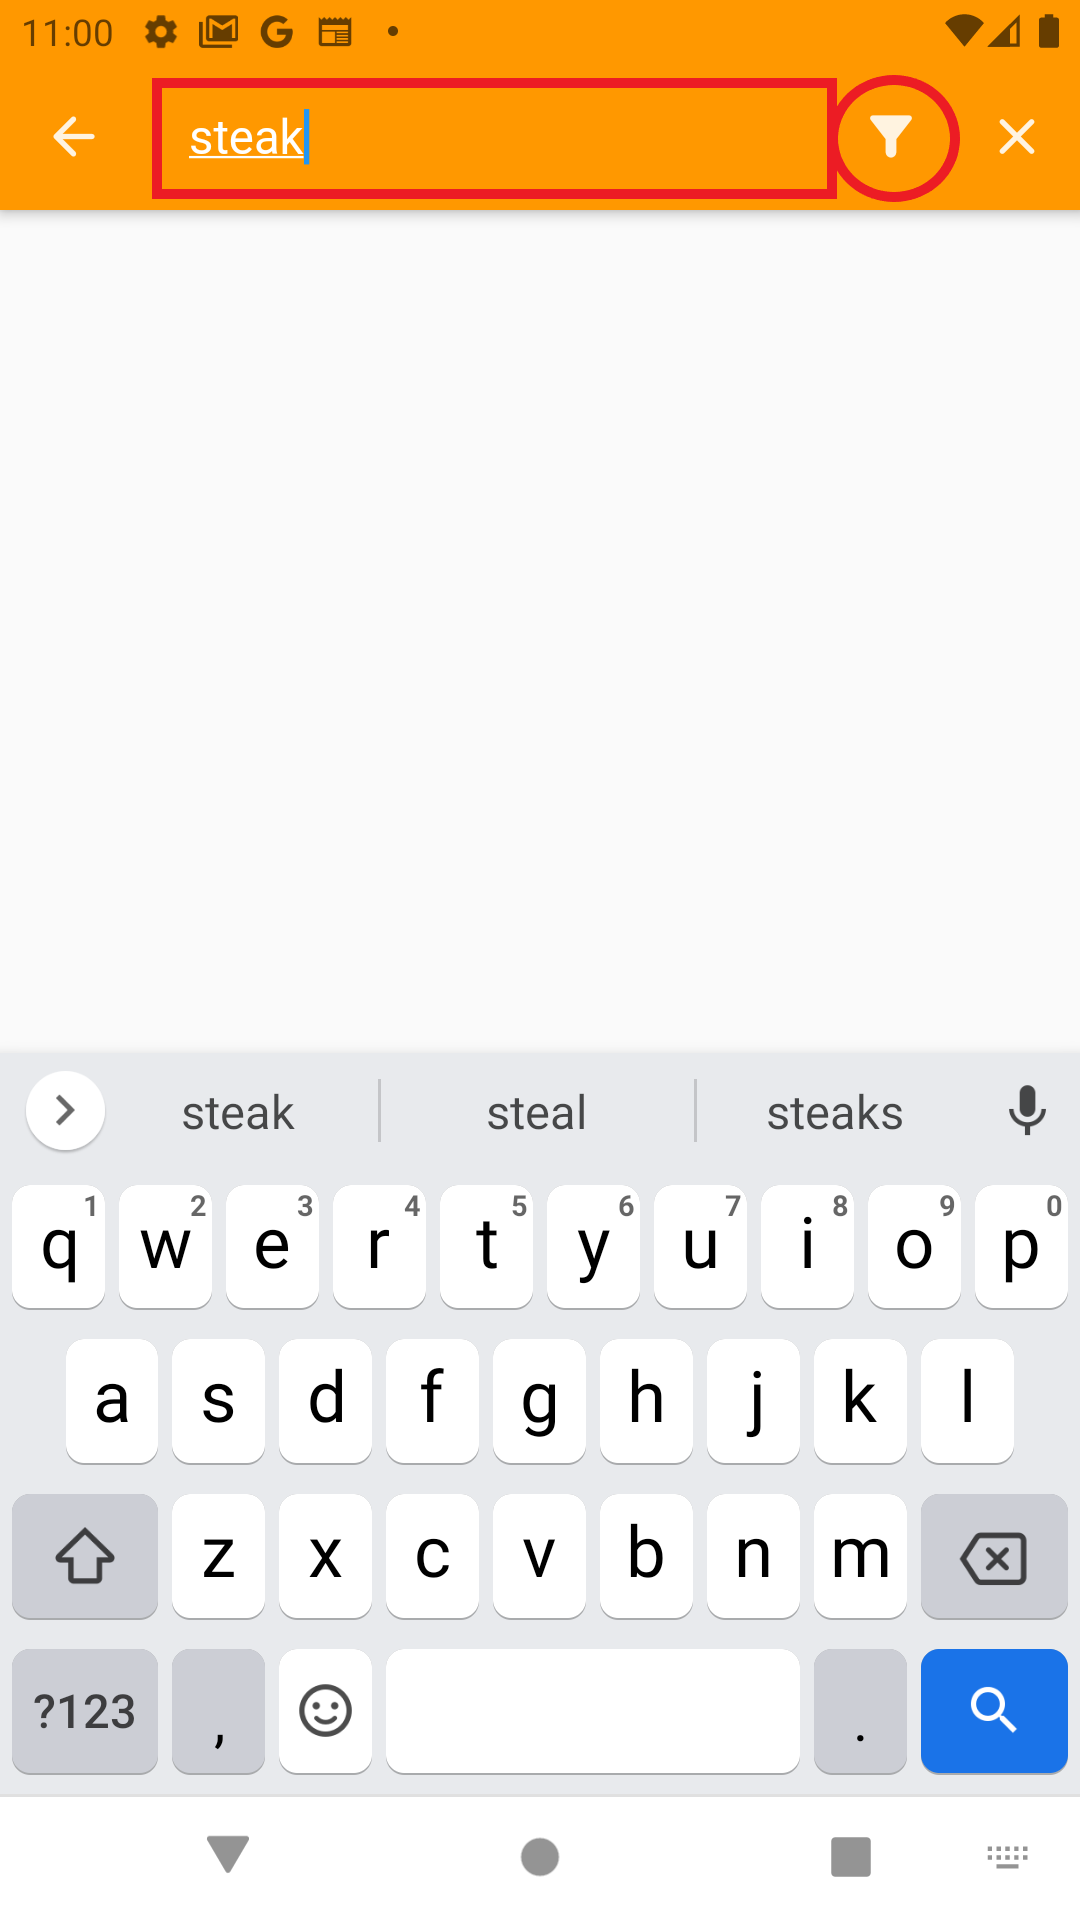 11:00
steak
steak steal steaks
1 2 3 4 5 6 7 8 9 0
q w e r t y u i o p
a s d f g h j k l
z x c v b n m
?123 , .